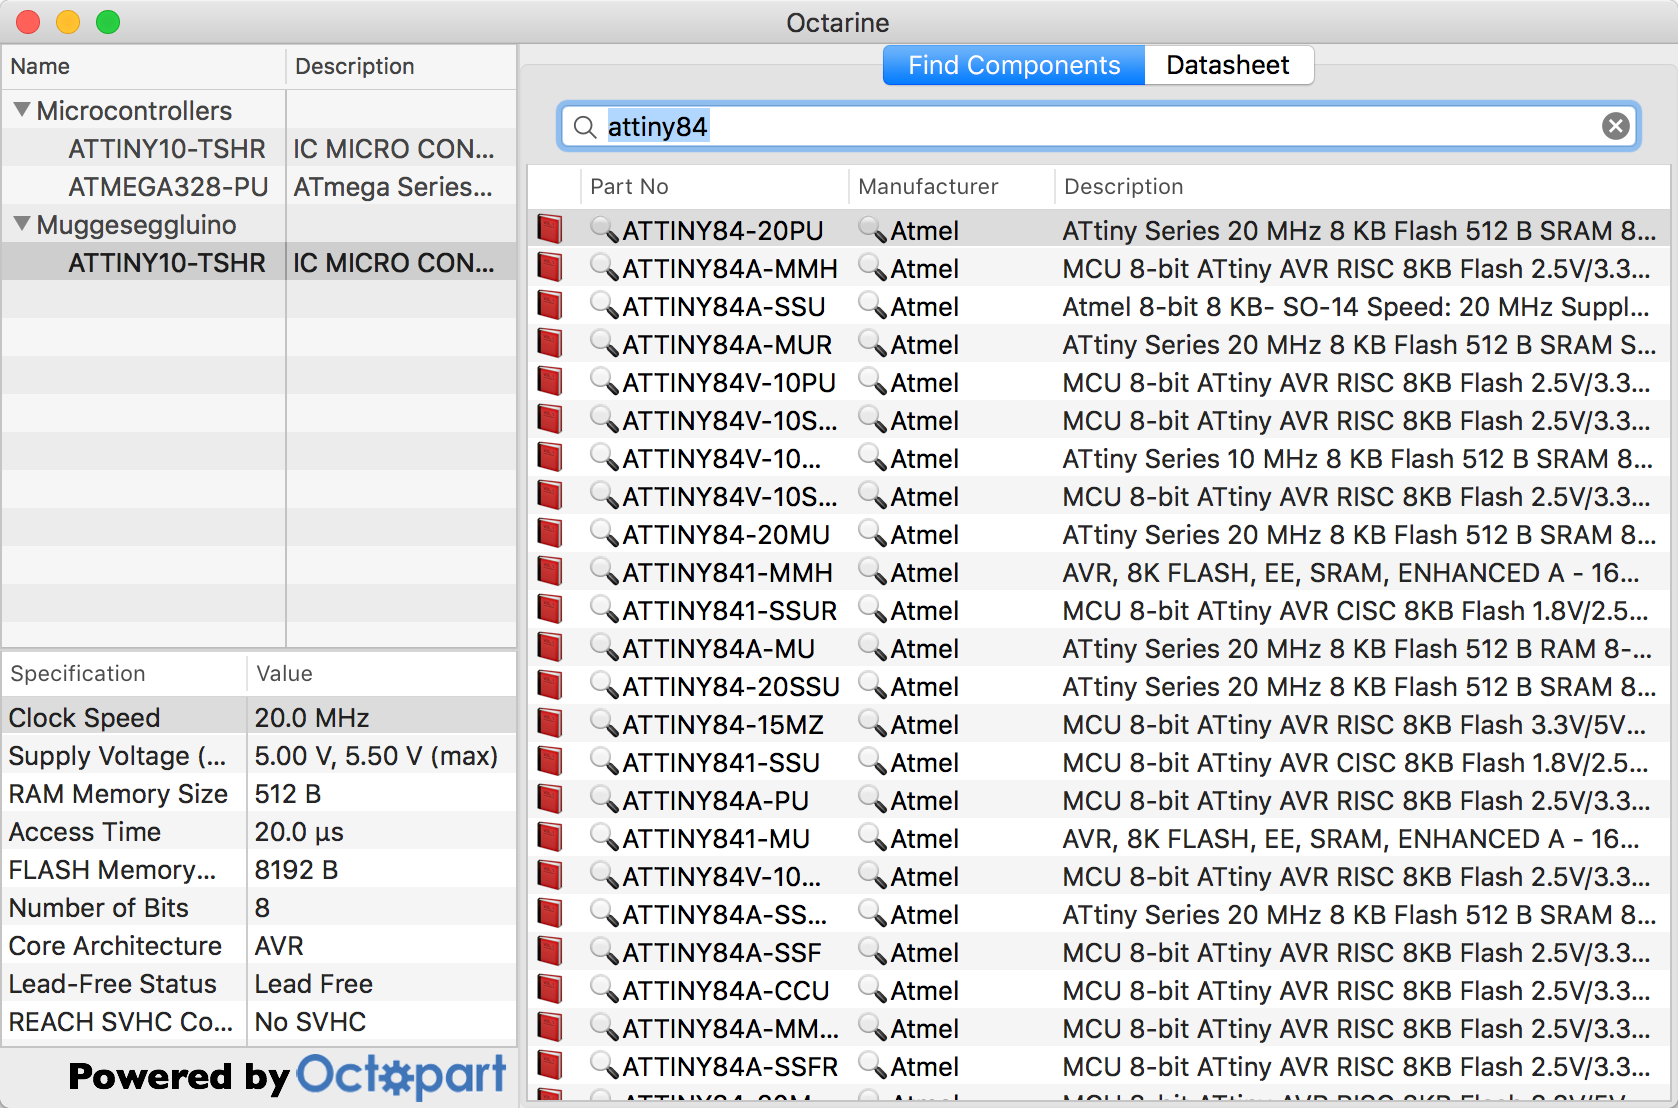 Octarine
Name Description
Microcontrollers
ATTINY10-TSHR IC MICRO CON...
ATMEGA328-PU ATmega Series...
Muggeseggluino
ATTINY10-TSHR IC MICRO CON...
Specification Value
Clock Speed 20.0 MHz
Supply Voltage (... 5.00 V, 5.50 V (max)
RAM Memory Size 512 B
Access Time 20.0 µs
FLASH Memory... 8192 B
Number of Bits 8
Core Architecture AVR
Lead-Free Status Lead Free
REACH SVHC Co... No SVHC
Powered by Octopart
Find Components Datasheet
attiny84
Part No Manufacturer Description
ATTINY84-20PU Atmel ATtiny Series 20 MHz 8 KB Flash 512 B SRAM 8...
ATTINY84A-MMH Atmel MCU 8-bit ATtiny AVR RISC 8KB Flash 2.5V/3.3...
ATTINY84A-SSU Atmel Atmel 8-bit 8 KB- SO-14 Speed: 20 MHz Suppl...
ATTINY84A-MUR Atmel ATtiny Series 20 MHz 8 KB Flash 512 B SRAM S...
ATTINY84V-10PU Atmel MCU 8-bit ATtiny AVR RISC 8KB Flash 2.5V/3.3...
ATTINY84V-10S... Atmel MCU 8-bit ATtiny AVR RISC 8KB Flash 2.5V/3.3...
ATTINY84V-10... Atmel ATtiny Series 10 MHz 8 KB Flash 512 B SRAM 8...
ATTINY84V-10S... Atmel MCU 8-bit ATtiny AVR RISC 8KB Flash 2.5V/3.3...
ATTINY84-20MU Atmel ATtiny Series 20 MHz 8 KB Flash 512 B SRAM 8...
ATTINY841-MMH Atmel AVR, 8K FLASH, EE, SRAM, ENHANCED A - 16...
ATTINY841-SSUR Atmel MCU 8-bit ATtiny AVR CISC 8KB Flash 1.8V/2.5...
ATTINY84A-MU Atmel ATtiny Series 20 MHz 8 KB Flash 512 B RAM 8-...
ATTINY84-20SSU Atmel ATtiny Series 20 MHz 8 KB Flash 512 B SRAM 8...
ATTINY84-15MZ Atmel MCU 8-bit ATtiny AVR RISC 8KB Flash 3.3V/5V...
ATTINY841-SSU Atmel MCU 8-bit ATtiny AVR CISC 8KB Flash 1.8V/2.5...
ATTINY84A-PU Atmel MCU 8-bit ATtiny AVR RISC 8KB Flash 2.5V/3.3...
ATTINY841-MU Atmel AVR, 8K FLASH, EE, SRAM, ENHANCED A - 16...
ATTINY84V-10... Atmel MCU 8-bit ATtiny AVR RISC 8KB Flash 2.5V/3.3...
ATTINY84A-SS... Atmel ATtiny Series 20 MHz 8 KB Flash 512 B SRAM 8...
ATTINY84A-SSF Atmel MCU 8-bit ATtiny AVR RISC 8KB Flash 2.5V/3.3...
ATTINY84A-CCU Atmel MCU 8-bit ATtiny AVR RISC 8KB Flash 2.5V/3.3...
ATTINY84A-MM... Atmel MCU 8-bit ATtiny AVR RISC 8KB Flash 2.5V/3.3...
ATTINY84A-SSFR Atmel MCU 8-bit ATtiny AVR RISC 8KB Flash 2.5V/3.3...